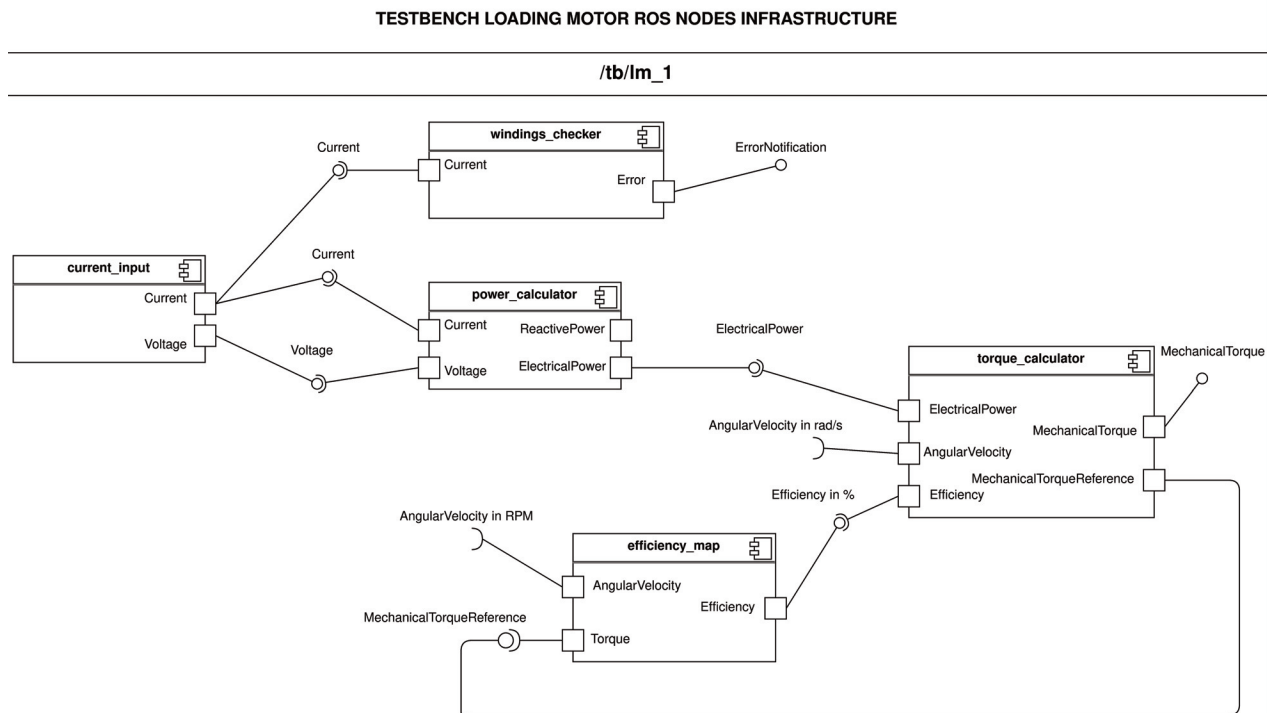 TESTBENCH LOADING MOTOR ROS NODES INFRASTRUCTURE
/tb/lm_1
windings_checker
Current
Current
Error
ErrorNotification
current_input
Current
Voltage
Current
Voltage
power_calculator
Current
ReactivePower
Voltage
ElectricalPower
ElectricalPower
torque_calculator
MechanicalTorque
ElectricalPower
MechanicalTorque
AngularVelocity in rad/s
AngularVelocity
MechanicalTorqueReference
Efficiency in %
Efficiency
AngularVelocity in RPM
efficiency_map
AngularVelocity
Efficiency
MechanicalTorqueReference
Torque